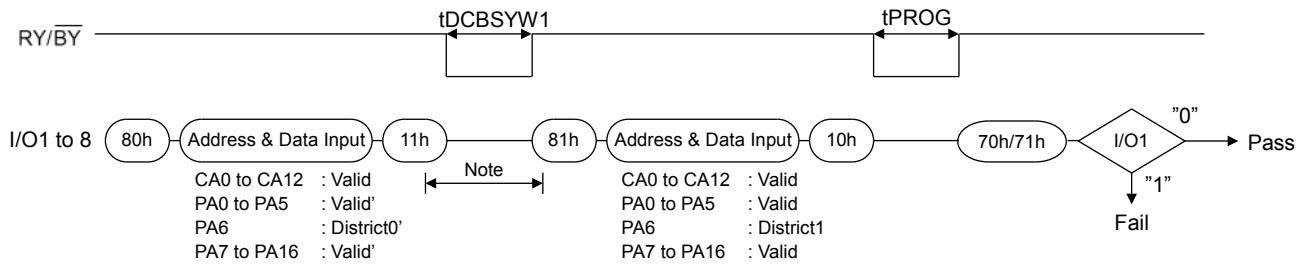 tDCBSYW1 tPROG
RY/B̅Y̅
I/O1 to 8 80h Address & Data Input 11h 81h Address & Data Input 10h 70h/71h I/O1 "0" Pass
Note
"1"
Fail
CA0 to CA12 : Valid
PA0 to PA5 : Valid'
PA6 : District0'
PA7 to PA16 : Valid'
CA0 to CA12 : Valid
PA0 to PA5 : Valid
PA6 : District1
PA7 to PA16 : Valid